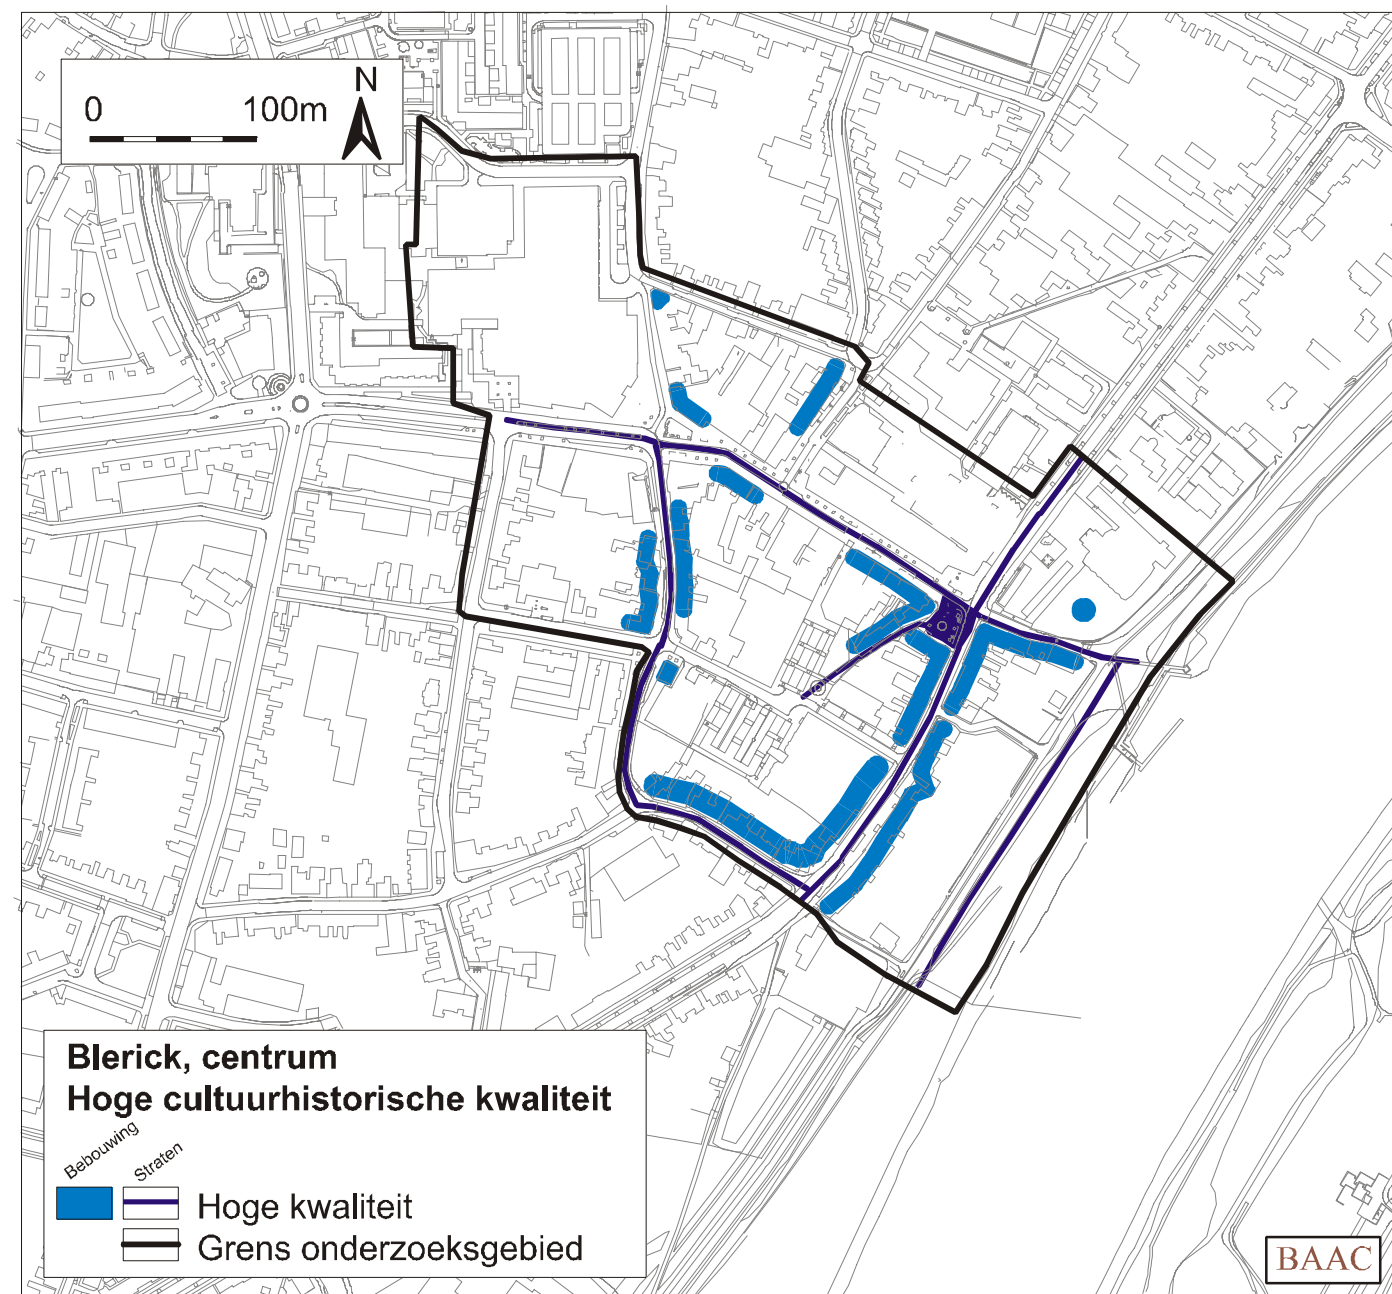 N
0 100m
Blerick, centrum
Hoge cultuurhistorische kwaliteit
Bebouwing Straten
Hoge kwaliteit
Grens onderzoeksgebied
BAAC